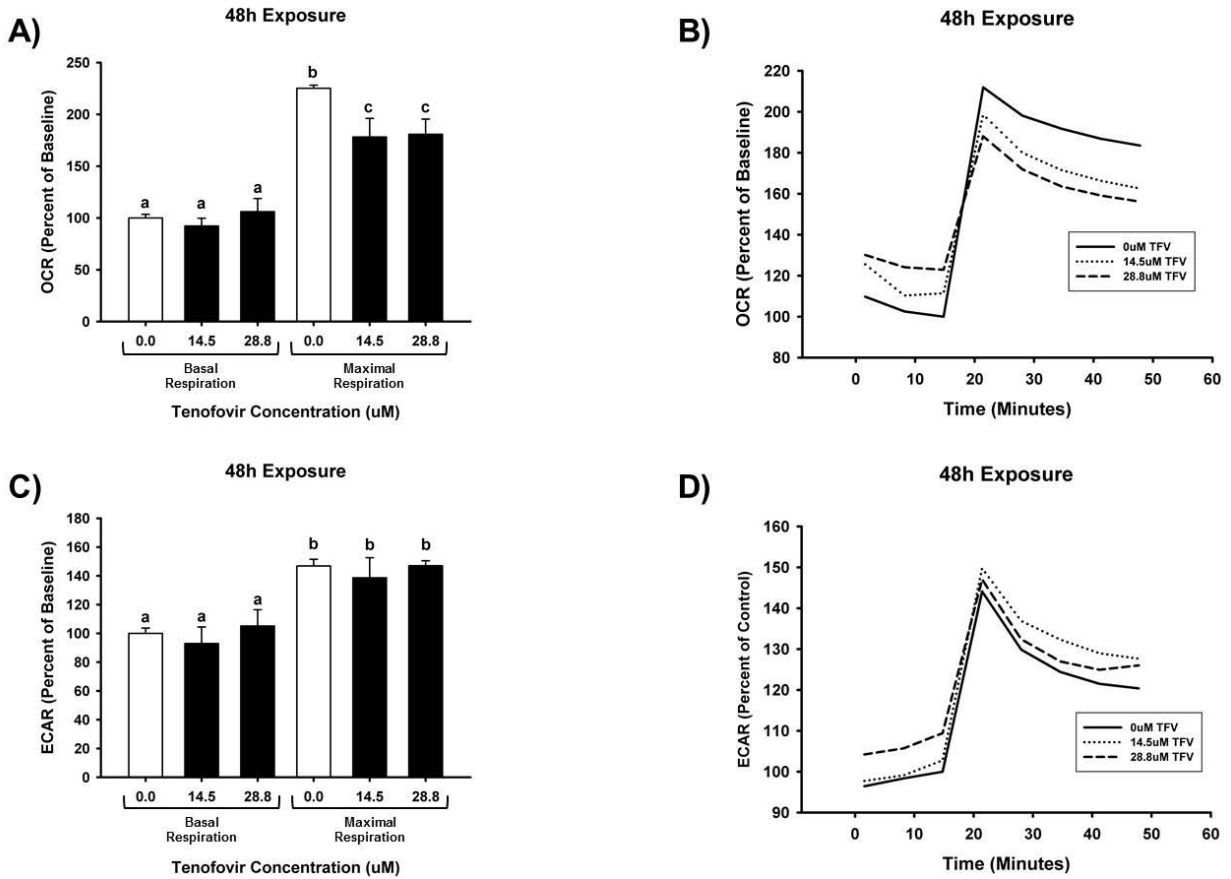 A)
48h Exposure
OCR (Percent of Baseline)
250
200
150
100
50
0
a
a
a
b
c
c
0.0 14.5 28.8 0.0 14.5 28.8
Basal
Respiration
Maximal
Respiration
Tenofovir Concentration (uM)
B)
48h Exposure
OCR (Percent of Baseline)
220
200
180
160
140
120
100
80
0uM TFV
14.5uM TFV
28.8uM TFV
0 10 20 30 40 50 60
Time (Minutes)
C)
48h Exposure
ECAR (Percent of Baseline)
180
160
140
120
100
80
60
40
20
0
a
a
a
b
b
b
0.0 14.5 28.8 0.0 14.5 28.8
Basal
Respiration
Maximal
Respiration
Tenofovir Concentration (uM)
D)
48h Exposure
ECAR (Percent of Control)
160
150
140
130
120
110
100
90
0uM TFV
14.5uM TFV
28.8uM TFV
0 10 20 30 40 50 60
Time (Minutes)